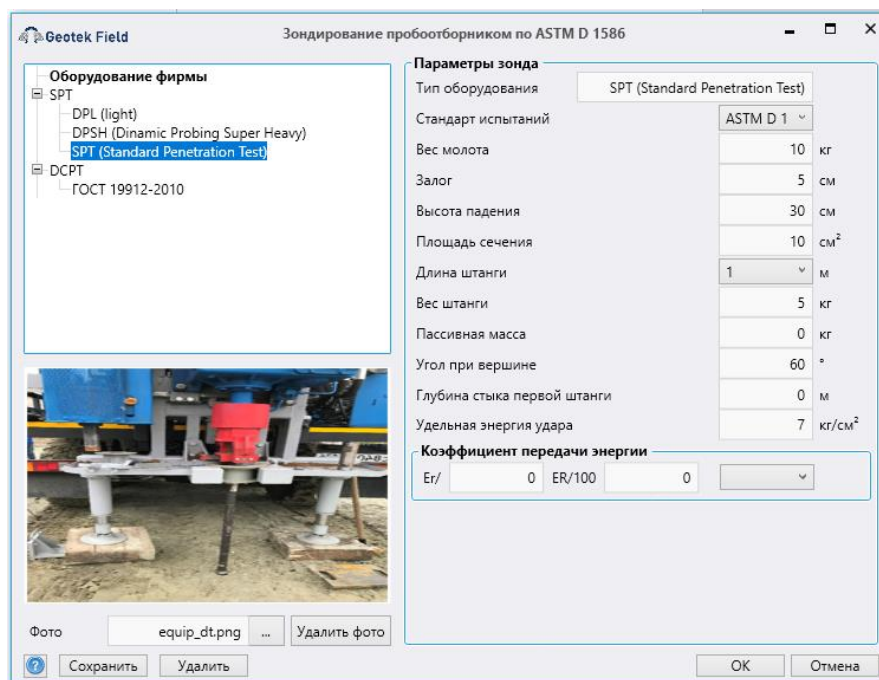 Geotek Field
Зондирование пробоотборником по ASTM D 1586
Оборудование фирмы
SPT
DPL (light)
DPSH (Dinamic Probing Super Heavy)
SPT (Standard Penetration Test)
DCPT
ГОСТ 19912-2010
Фото equip_dt.png ... Удалить фото
? Сохранить Удалить
Параметры зонда
Тип оборудования SPT (Standard Penetration Test)
Стандарт испытаний ASTM D 1
Вес молота 10 кг
Залог 5 см
Высота падения 30 см
Площадь сечения 10 см²
Длина штанги 1 м
Вес штанги 5 кг
Пассивная масса 0 кг
Угол при вершине 60 °
Глубина стыка первой штанги 0 м
Удельная энергия удара 7 кг/см²
Коэффициент передачи энергии
Er/ 0 ER/100 0
OK Отмена